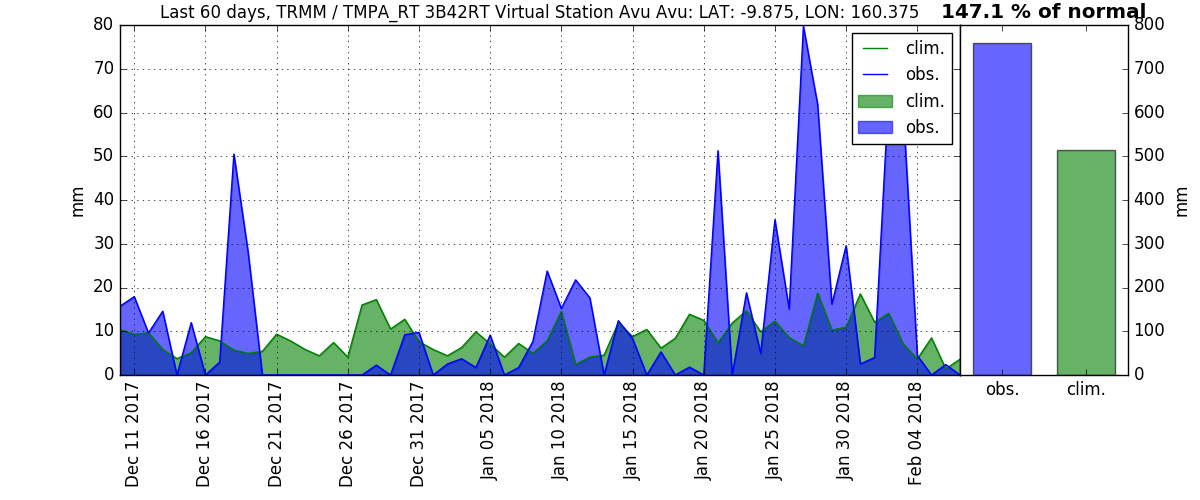 Last 60 days, TRMM / TMPA_RT 3B42RT Virtual Station Avu Avu: LAT: -9.875, LON: 160.375
147.1 % of normal
80
70
60
50
40
30
20
10
0
mm
clim.
obs.
clim.
obs.
Dec 11 2017
Dec 16 2017
Dec 21 2017
Dec 26 2017
Dec 31 2017
Jan 05 2018
Jan 10 2018
Jan 15 2018
Jan 20 2018
Jan 25 2018
Jan 30 2018
Feb 04 2018
obs.
clim.
800
700
600
500
400
300
200
100
0
mm